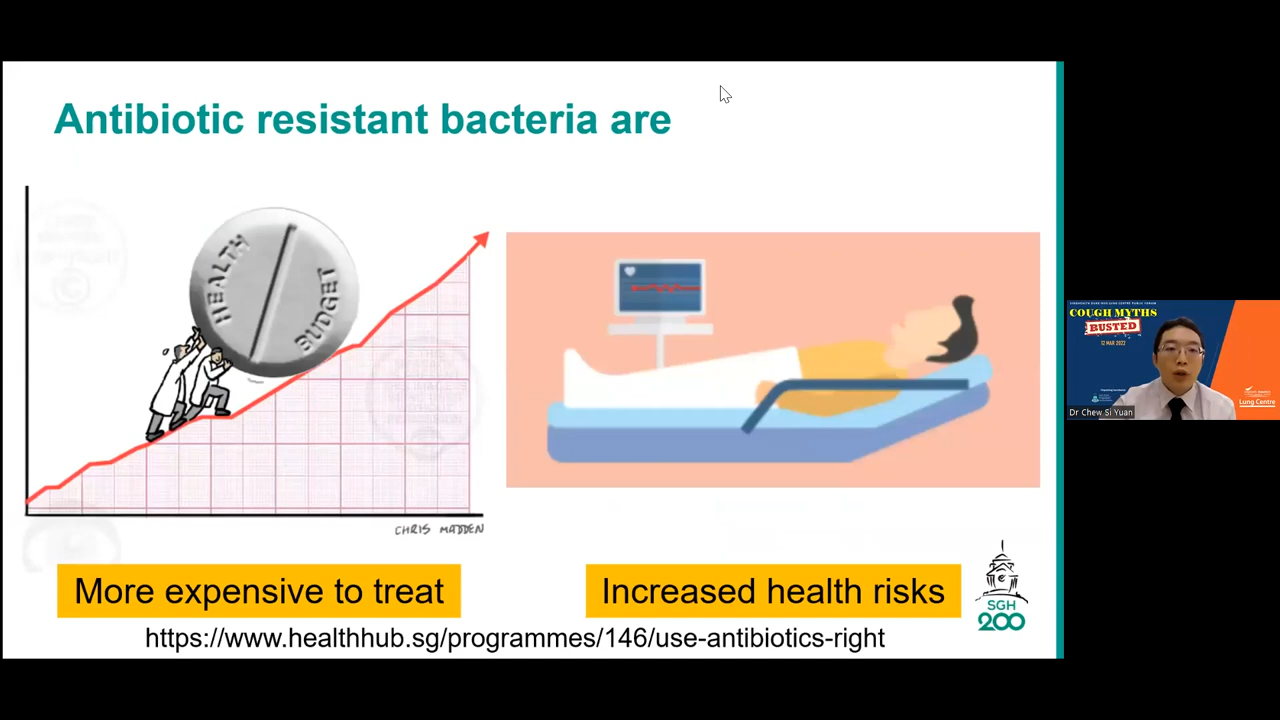 Antibiotic resistant bacteria are
HEALTH
BUDGET
CHRIS MADDEN
More expensive to treat
Increased health risks
https://www.healthhub.sg/programmes/146/use-antibiotics-right
SGH
200
COUGH MYTHS
BUSTED
12 MAR 2022
Lung Centre
Dr Chew Si Yuan